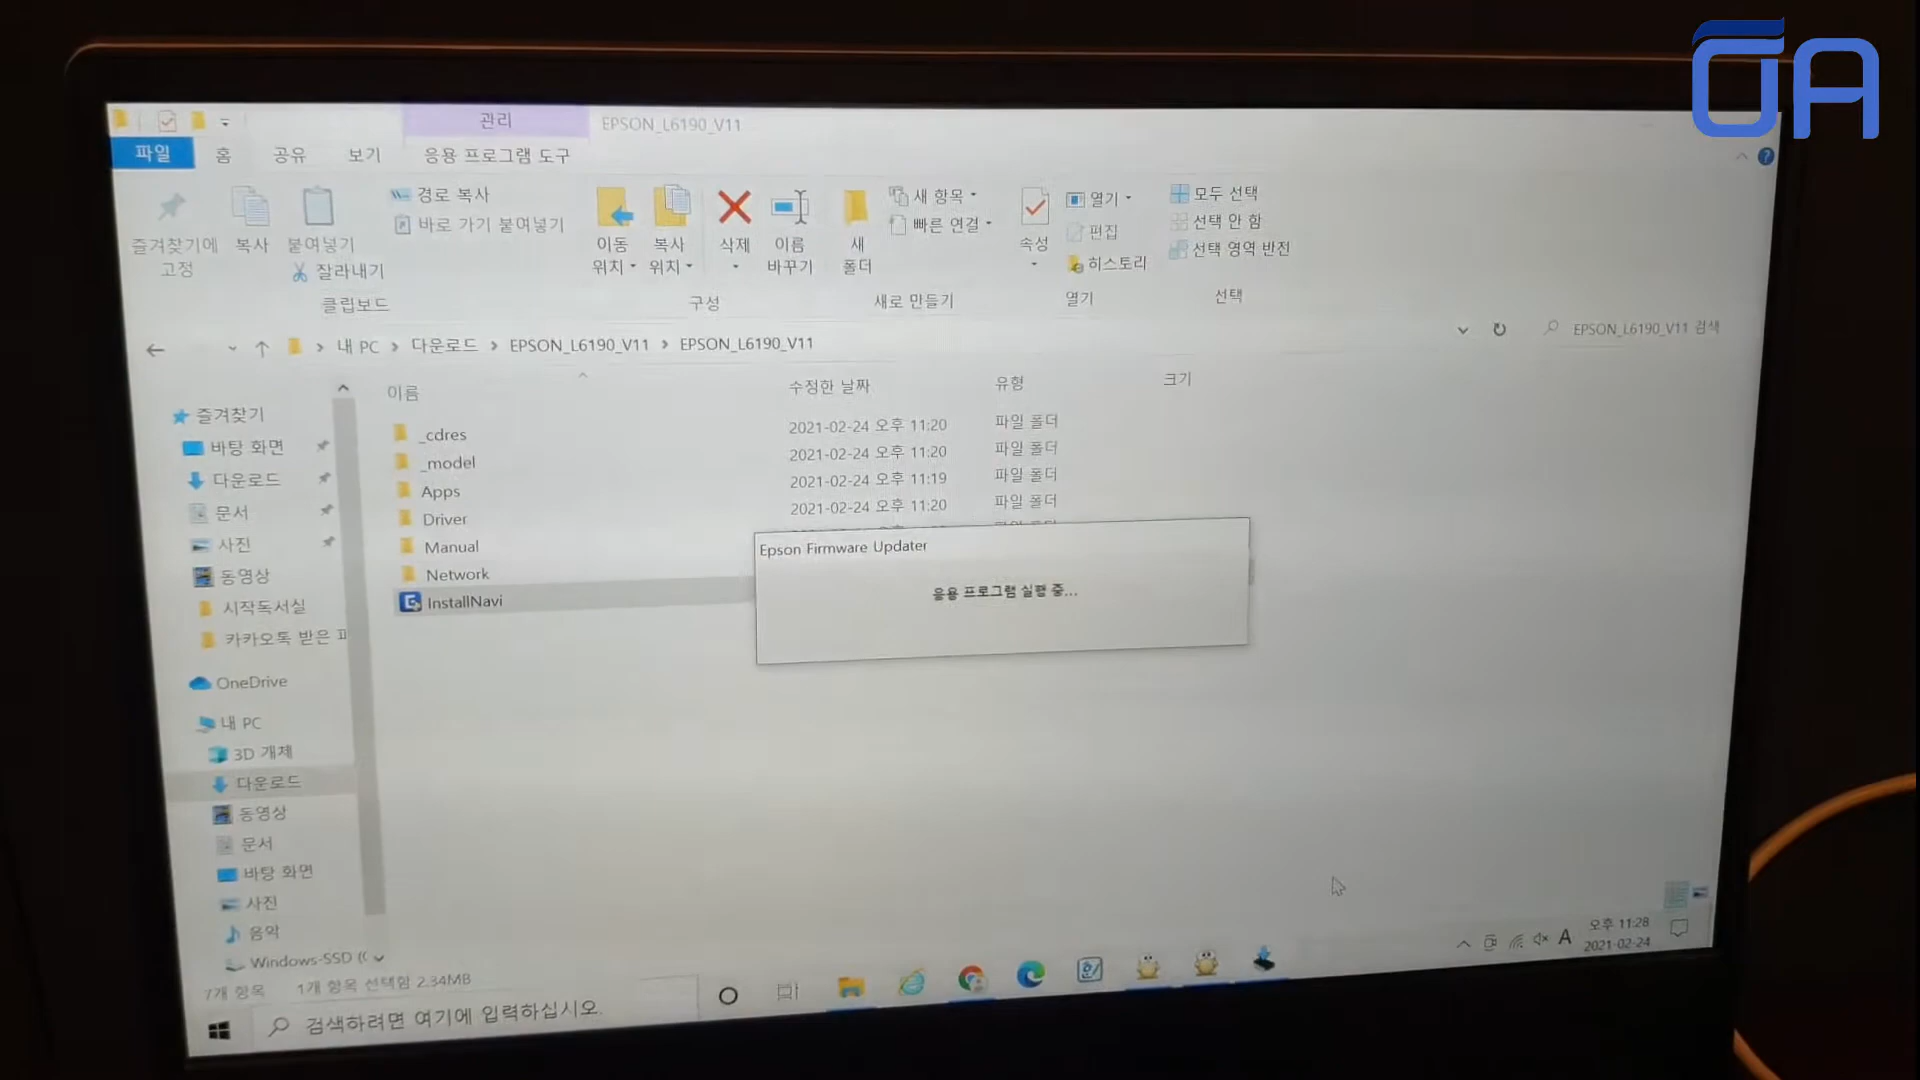 GA
관리
EPSON_L6190_V11
파일
홈
공유
보기
응용 프로그램 도구
즐겨찾기에
고정
복사
붙여넣기
경로 복사
바로 가기 붙여넣기
잘라내기
클립보드
이동
위치
복사
위치
삭제
이름
바꾸기
구성
새
폴더
새 항목
빠른 연결
새로 만들기
속성
열기
편집
히스토리
열기
모두 선택
선택 안 함
선택 영역 반전
선택
내 PC > 다운로드 > EPSON_L6190_V11 > EPSON_L6190_V11
EPSON_L6190_V11 검색
이름
수정한 날짜
유형
크기
즐겨찾기
바탕 화면
다운로드
문서
사진
동영상
시작독서실
카카오톡 받은 파
OneDrive
내 PC
3D 개체
다운로드
동영상
문서
바탕 화면
사진
음악
Windows-SSD (
_cdres 2021-02-24 오후 11:20 파일 폴더
_model 2021-02-24 오후 11:20 파일 폴더
Apps 2021-02-24 오후 11:19 파일 폴더
Driver 2021-02-24 오후 11:20 파일 폴더
Manual
Network
InstallNavi
Epson Firmware Updater
응용 프로그램 실행 중...
7개 항목
1개 항목 선택함 2.34MB
검색하려면 여기에 입력하십시오.
A
오후 11:28
2021-02-24